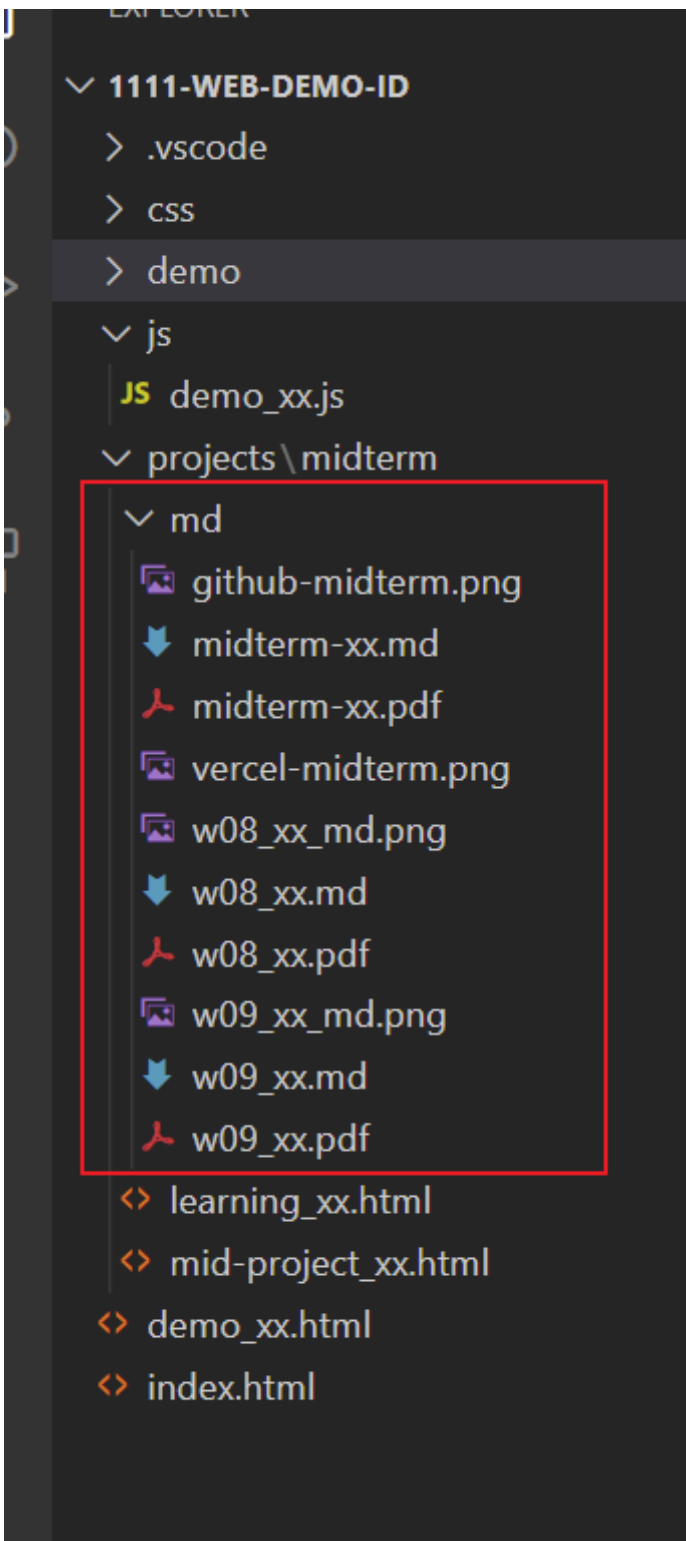 EXPLORER
1111-WEB-DEMO-ID
.vscode
css
demo
js
JS demo_xx.js
projects\midterm
md
github-midterm.png
midterm-xx.md
midterm-xx.pdf
vercel-midterm.png
w08_xx_md.png
w08_xx.md
w08_xx.pdf
w09_xx_md.png
w09_xx.md
w09_xx.pdf
learning_xx.html
mid-project_xx.html
demo_xx.html
index.html